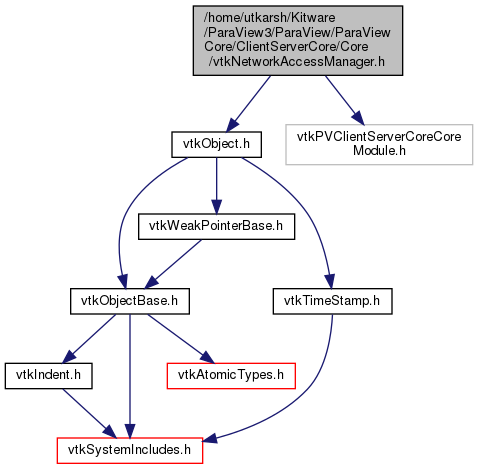 /home/utkarsh/Kitware
/ParaView3/ParaView/ParaView
Core/ClientServerCore/Core
/vtkNetworkAccessManager.h
vtkObject.h
vtkPVClientServerCoreCore
Module.h
vtkWeakPointerBase.h
vtkObjectBase.h
vtkTimeStamp.h
vtkIndent.h
vtkAtomicTypes.h
vtkSystemIncludes.h